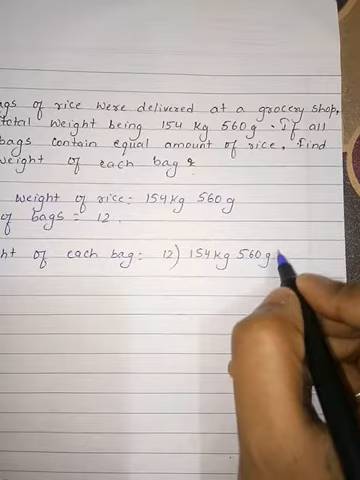 of rice were delivered at a grocery shop,
total weight being 154 kg 560 g. If all
bags contain equal amount of rice. Find
weight of each bag?
weight of rice: 154 kg 560 g
of bags = 12.
of each bag: 12) 154 kg 560 g